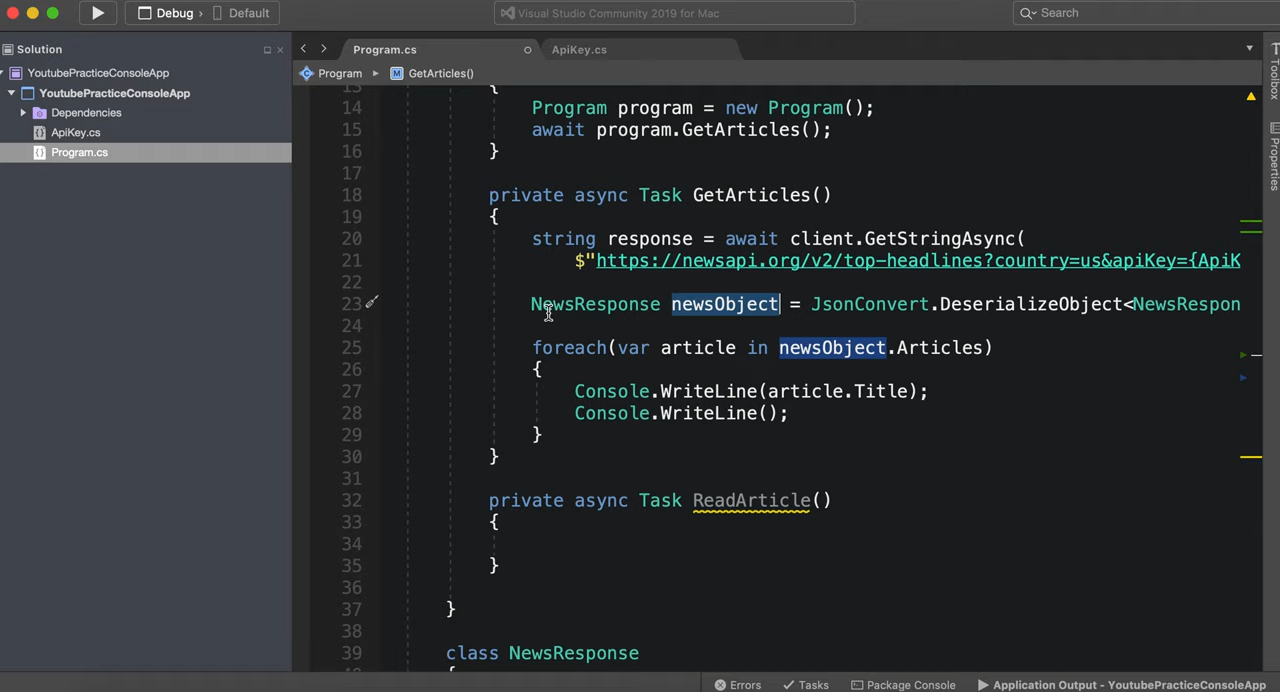 Debug › Default
Visual Studio Community 2019 for Mac
Search
Solution
Program.cs
ApiKey.cs
Program
GetArticles()
YoutubePracticeConsoleApp
YoutubePracticeConsoleApp
Dependencies
ApiKey.cs
Program.cs
13 {
14 Program program = new Program();
15 await program.GetArticles();
16 }
17
18 private async Task GetArticles()
19 {
20 string response = await client.GetStringAsync(
21 $"https://newsapi.org/v2/top-headlines?country=us&apiKey={ApiK
22
23 NewsResponse newsObject = JsonConvert.DeserializeObject<NewsRespon
24
25 foreach(var article in newsObject.Articles)
26 {
27 Console.WriteLine(article.Title);
28 Console.WriteLine();
29 }
30 }
31
32 private async Task ReadArticle()
33 {
34
35 }
36
37 }
38
39 class NewsResponse
Toolbox
Properties
Errors
Tasks
Package Console
Application Output - YoutubePracticeConsoleApp